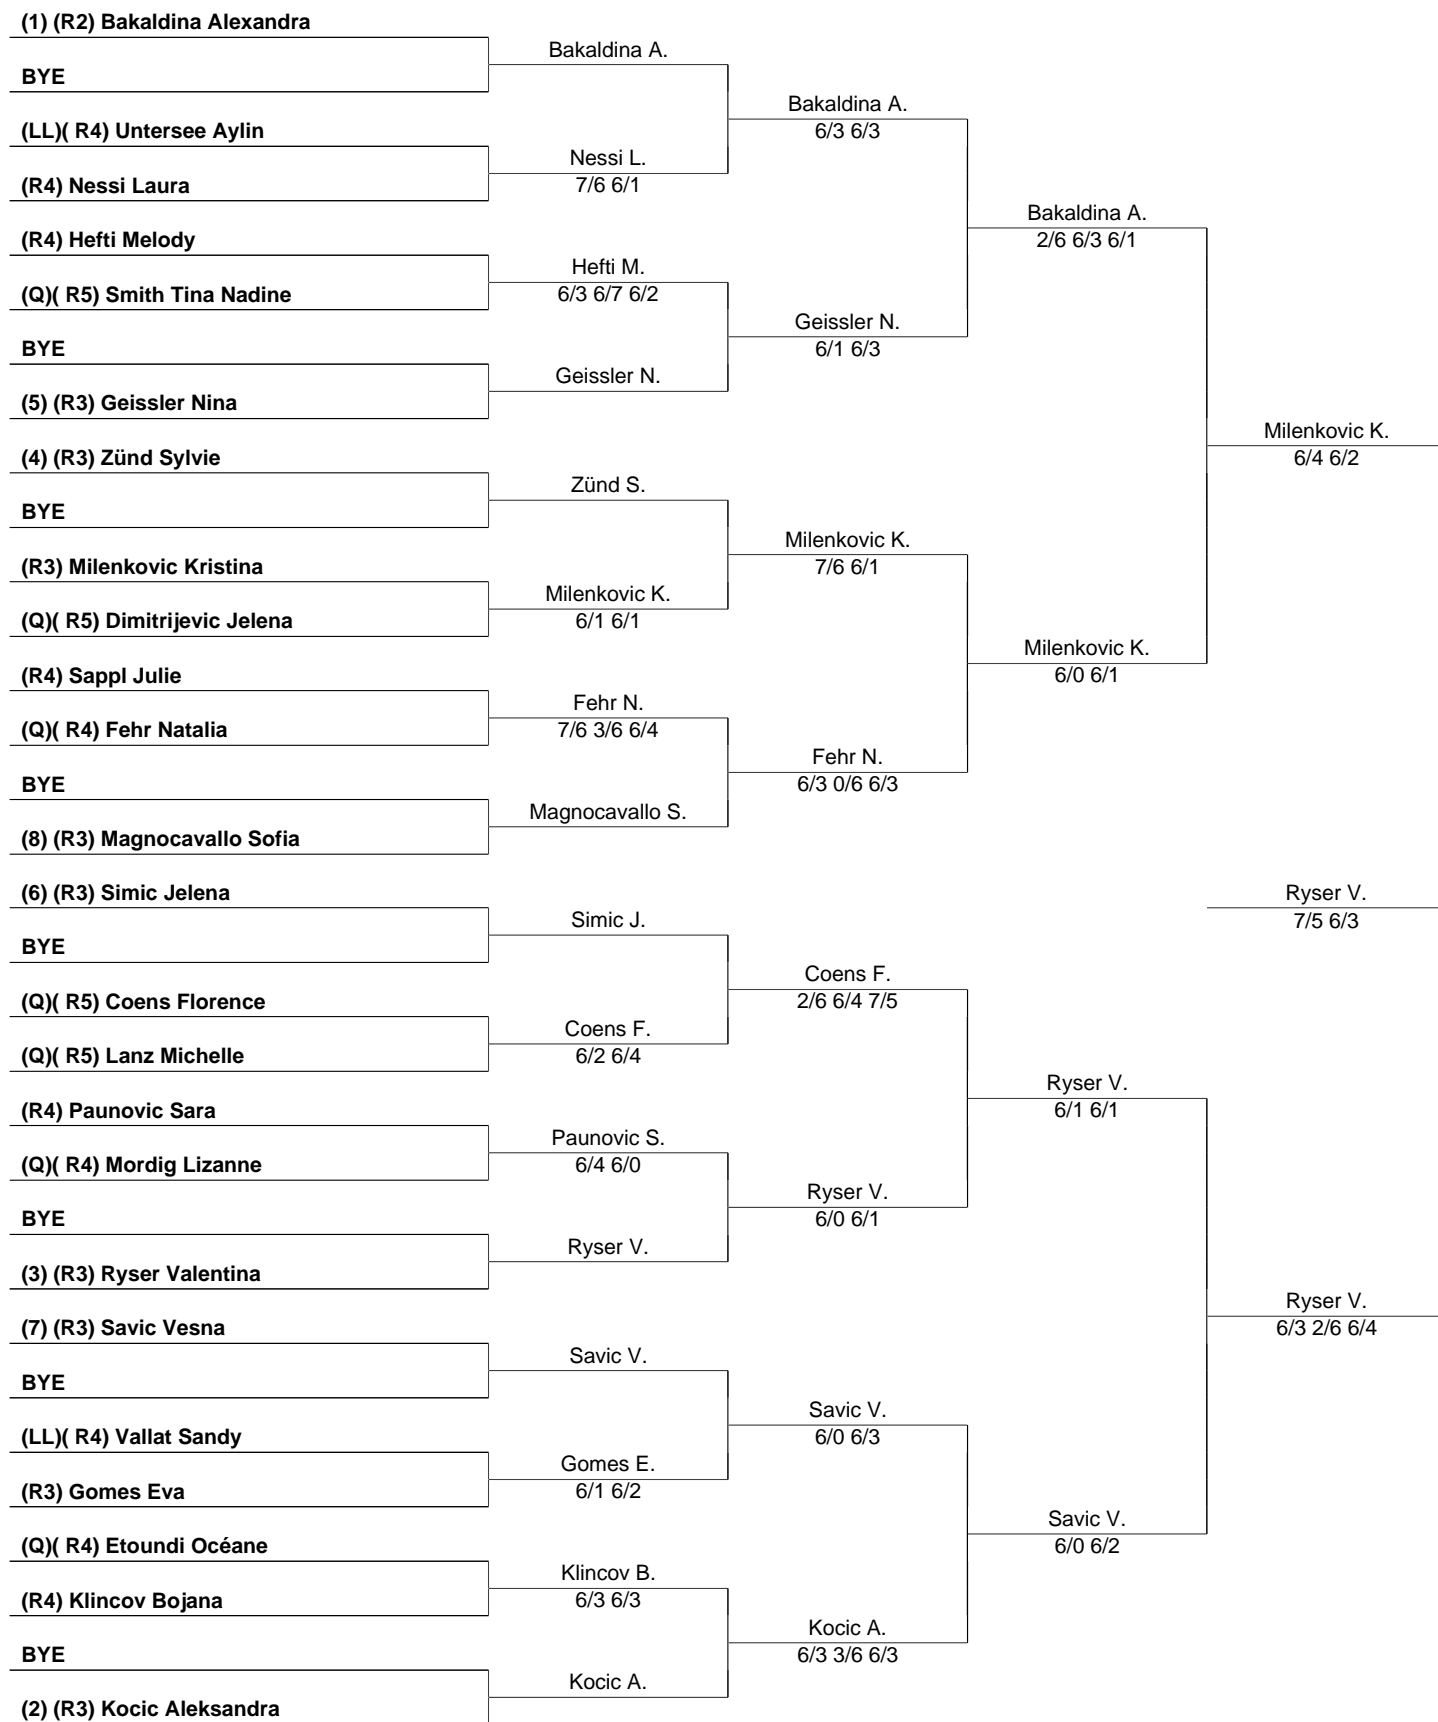 (1) (R2) Bakaldina Alexandra
BYE
(LL)( R4) Untersee Aylin
(R4) Nessi Laura
(R4) Hefti Melody
(Q)( R5) Smith Tina Nadine
BYE
(5) (R3) Geissler Nina
(4) (R3) Zünd Sylvie
BYE
(R3) Milenkovic Kristina
(Q)( R5) Dimitrijevic Jelena
(R4) Sappl Julie
(Q)( R4) Fehr Natalia
BYE
(8) (R3) Magnocavallo Sofia
(6) (R3) Simic Jelena
BYE
(Q)( R5) Coens Florence
(Q)( R5) Lanz Michelle
(R4) Paunovic Sara
(Q)( R4) Mordig Lizanne
BYE
(3) (R3) Ryser Valentina
(7) (R3) Savic Vesna
BYE
(LL)( R4) Vallat Sandy
(R3) Gomes Eva
(Q)( R4) Etoundi Océane
(R4) Klincov Bojana
BYE
(2) (R3) Kocic Aleksandra
Bakaldina A.
Nessi L.
7/6 6/1
Hefti M.
6/3 6/7 6/2
Geissler N.
Zünd S.
Milenkovic K.
6/1 6/1
Fehr N.
7/6 3/6 6/4
Magnocavallo S.
Simic J.
Coens F.
6/2 6/4
Paunovic S.
6/4 6/0
Ryser V.
Savic V.
Gomes E.
6/1 6/2
Klincov B.
6/3 6/3
Kocic A.
Bakaldina A.
6/3 6/3
Geissler N.
6/1 6/3
Milenkovic K.
7/6 6/1
Fehr N.
6/3 0/6 6/3
Coens F.
2/6 6/4 7/5
Ryser V.
6/0 6/1
Savic V.
6/0 6/3
Kocic A.
6/3 3/6 6/3
Bakaldina A.
2/6 6/3 6/1
Milenkovic K.
6/0 6/1
Ryser V.
6/1 6/1
Savic V.
6/0 6/2
Milenkovic K.
6/4 6/2
Ryser V.
7/5 6/3
Ryser V.
6/3 2/6 6/4